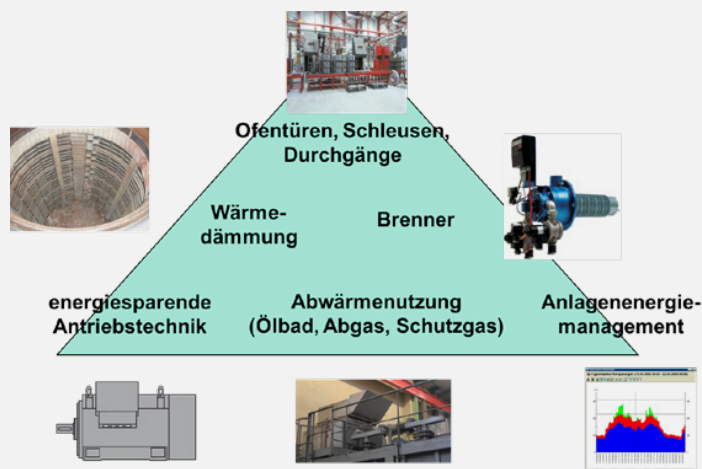 Ofentüren, Schleusen,
Durchgänge
Wärme-
dämmung
Brenner
energiesparende
Antriebstechnik
Abwärmenutzung
(Ölbad, Abgas, Schutzgas)
Anlagenenergie-
management